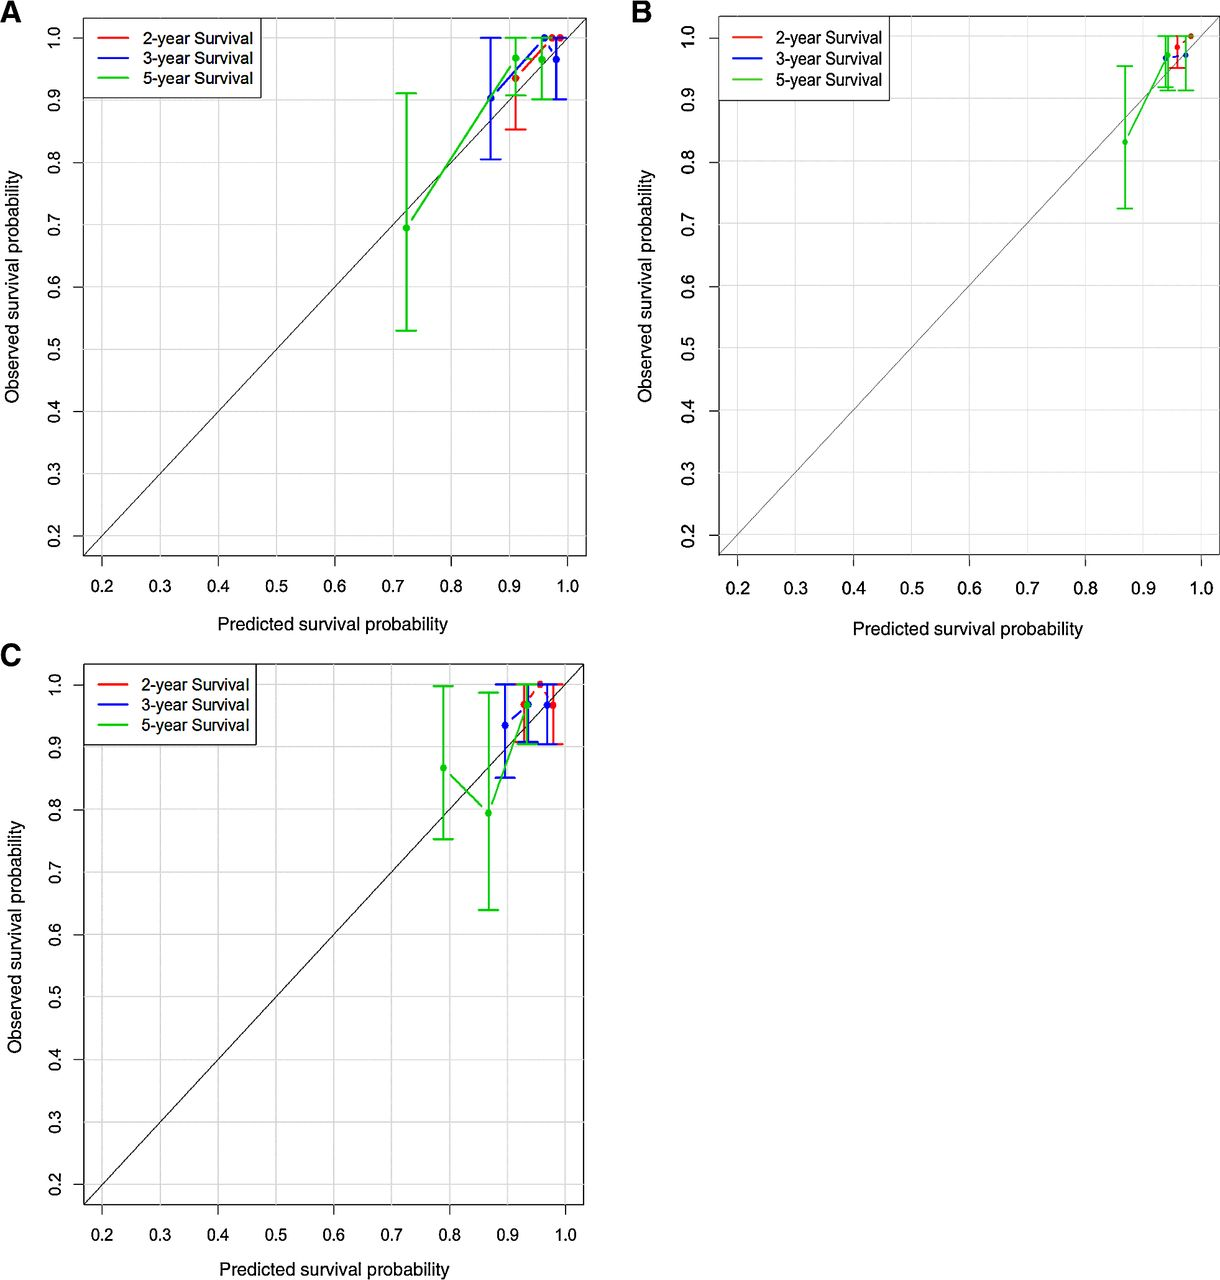 A
2-year Survival
3-year Survival
5-year Survival
Observed survival probability
1.0
0.9
0.8
0.7
0.6
0.5
0.4
0.3
0.2
0.2 0.3 0.4 0.5 0.6 0.7 0.8 0.9 1.0
Predicted survival probability
B
2-year Survival
3-year Survival
5-year Survival
Observed survival probability
1.0
0.9
0.8
0.7
0.6
0.5
0.4
0.3
0.2
0.2 0.3 0.4 0.5 0.6 0.7 0.8 0.9 1.0
Predicted survival probability
C
2-year Survival
3-year Survival
5-year Survival
Observed survival probability
1.0
0.9
0.8
0.7
0.6
0.5
0.4
0.3
0.2
0.2 0.3 0.4 0.5 0.6 0.7 0.8 0.9 1.0
Predicted survival probability